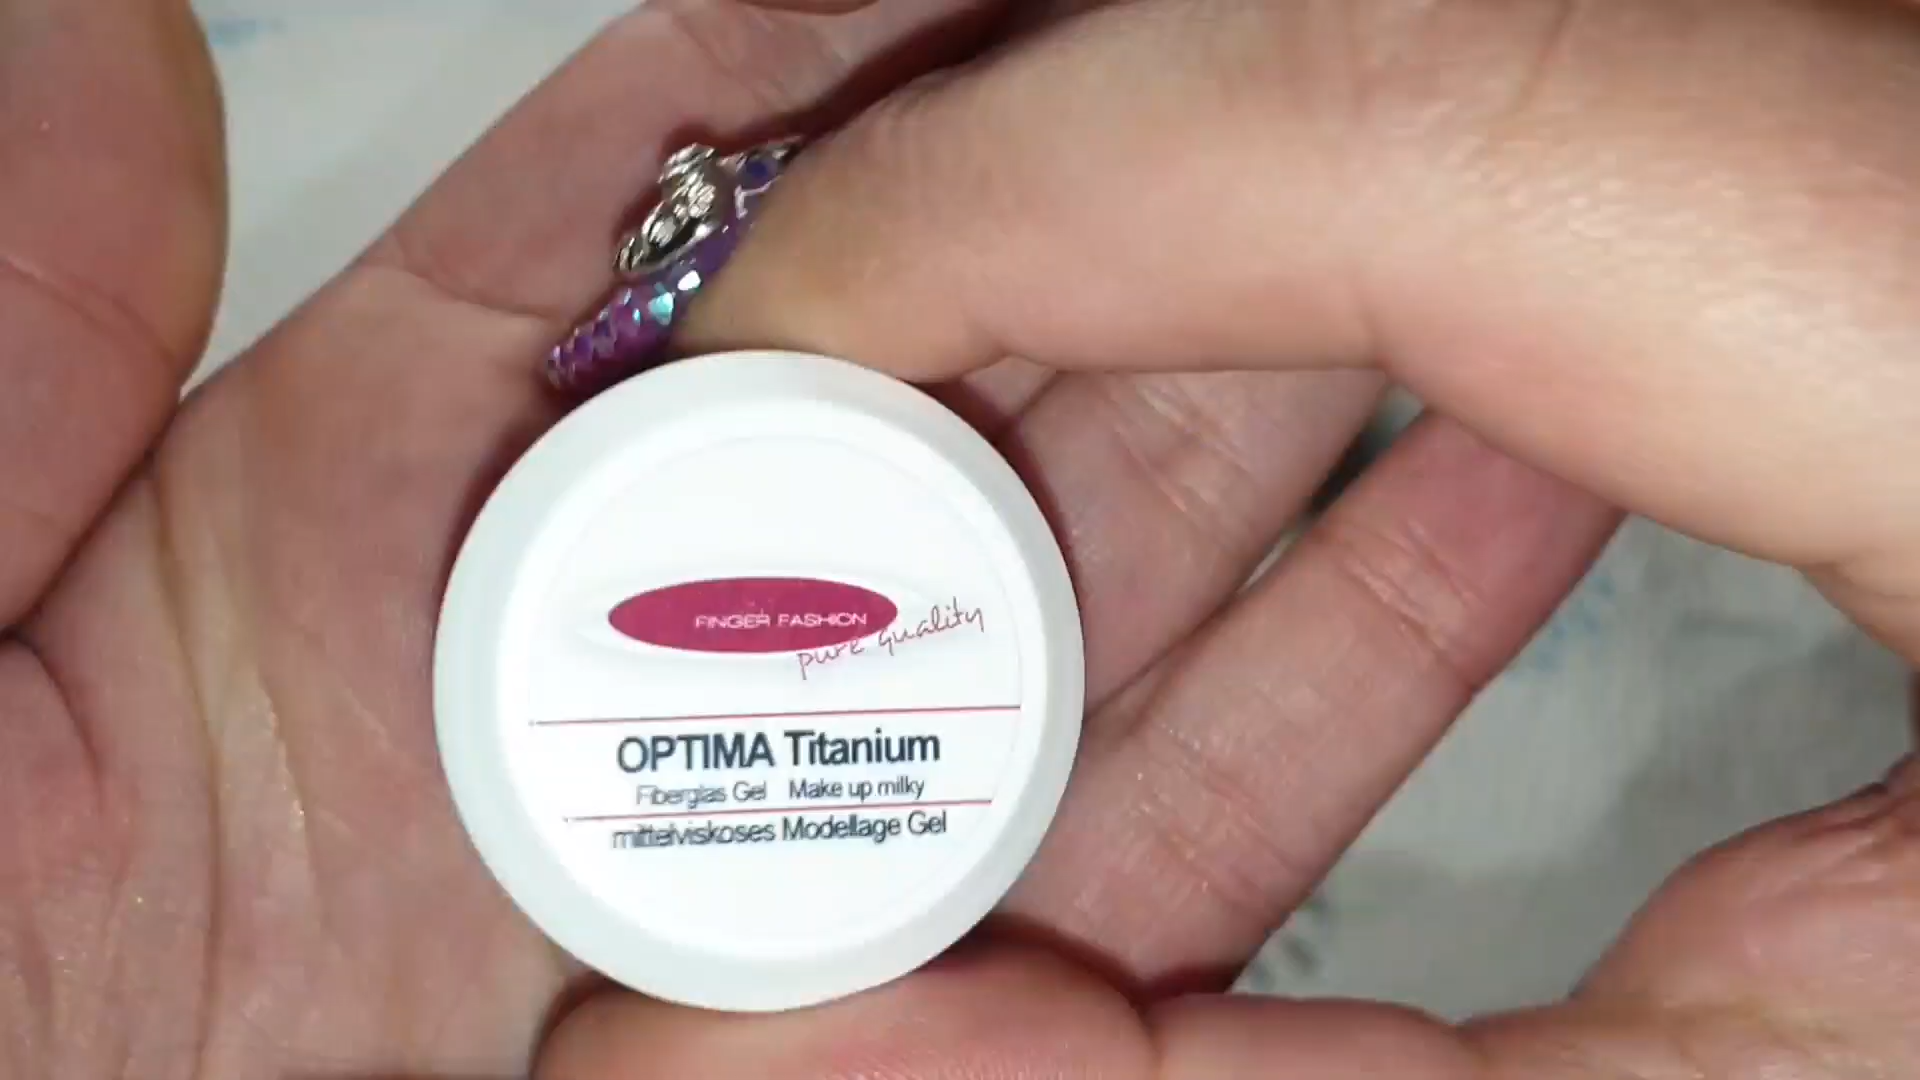 FINGER FASHION
pure quality
OPTIMA Titanium
Fiberglas Gel Make up milky
mittelviskoses Modellage Gel